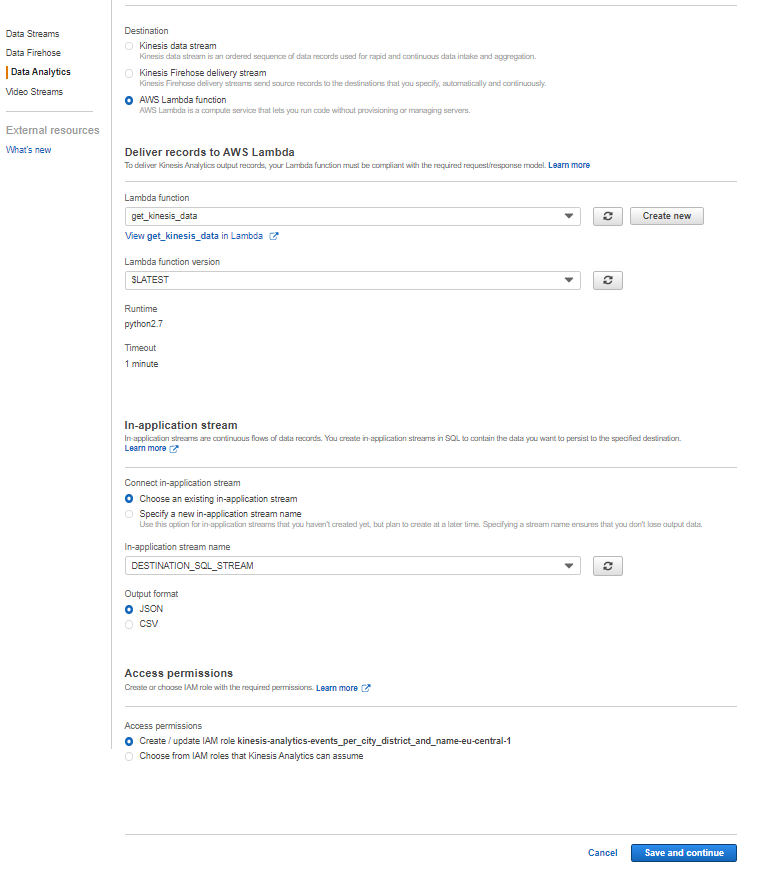 Data Streams
Data Firehose
Data Analytics
Video Streams
External resources
What's new
Destination
Kinesis data stream
Kinesis data stream is an ordered sequence of data records used for rapid and continuous data intake and aggregation.
Kinesis Firehose delivery stream
Kinesis Firehose delivery streams send source records to the destinations that you specify, automatically and continuously.
AWS Lambda function
AWS Lambda is a compute service that lets you run code without provisioning or managing servers.
Deliver records to AWS Lambda
To deliver Kinesis Analytics output records, your Lambda function must be compliant with the required request/response model. Learn more
Lambda function
get_kinesis_data
Create new
View get_kinesis_data in Lambda
Lambda function version
$LATEST
Runtime
python2.7
Timeout
1 minute
In-application stream
In-application streams are continuous flows of data records. You create in-application streams in SQL to contain the data you want to persist to the specified destination.
Learn more
Connect in-application stream
Choose an existing in-application stream
Specify a new in-application stream name
Use this option for in-application streams that you haven't created yet, but plan to create at a later time. Specifying a stream name ensures that you don't lose output data.
In-application stream name
DESTINATION_SQL_STREAM
Output format
JSON
CSV
Access permissions
Create or choose IAM role with the required permissions. Learn more
Access permissions
Create / update IAM role kinesis-analytics-events_per_city_district_and_name-eu-central-1
Choose from IAM roles that Kinesis Analytics can assume
Cancel
Save and continue